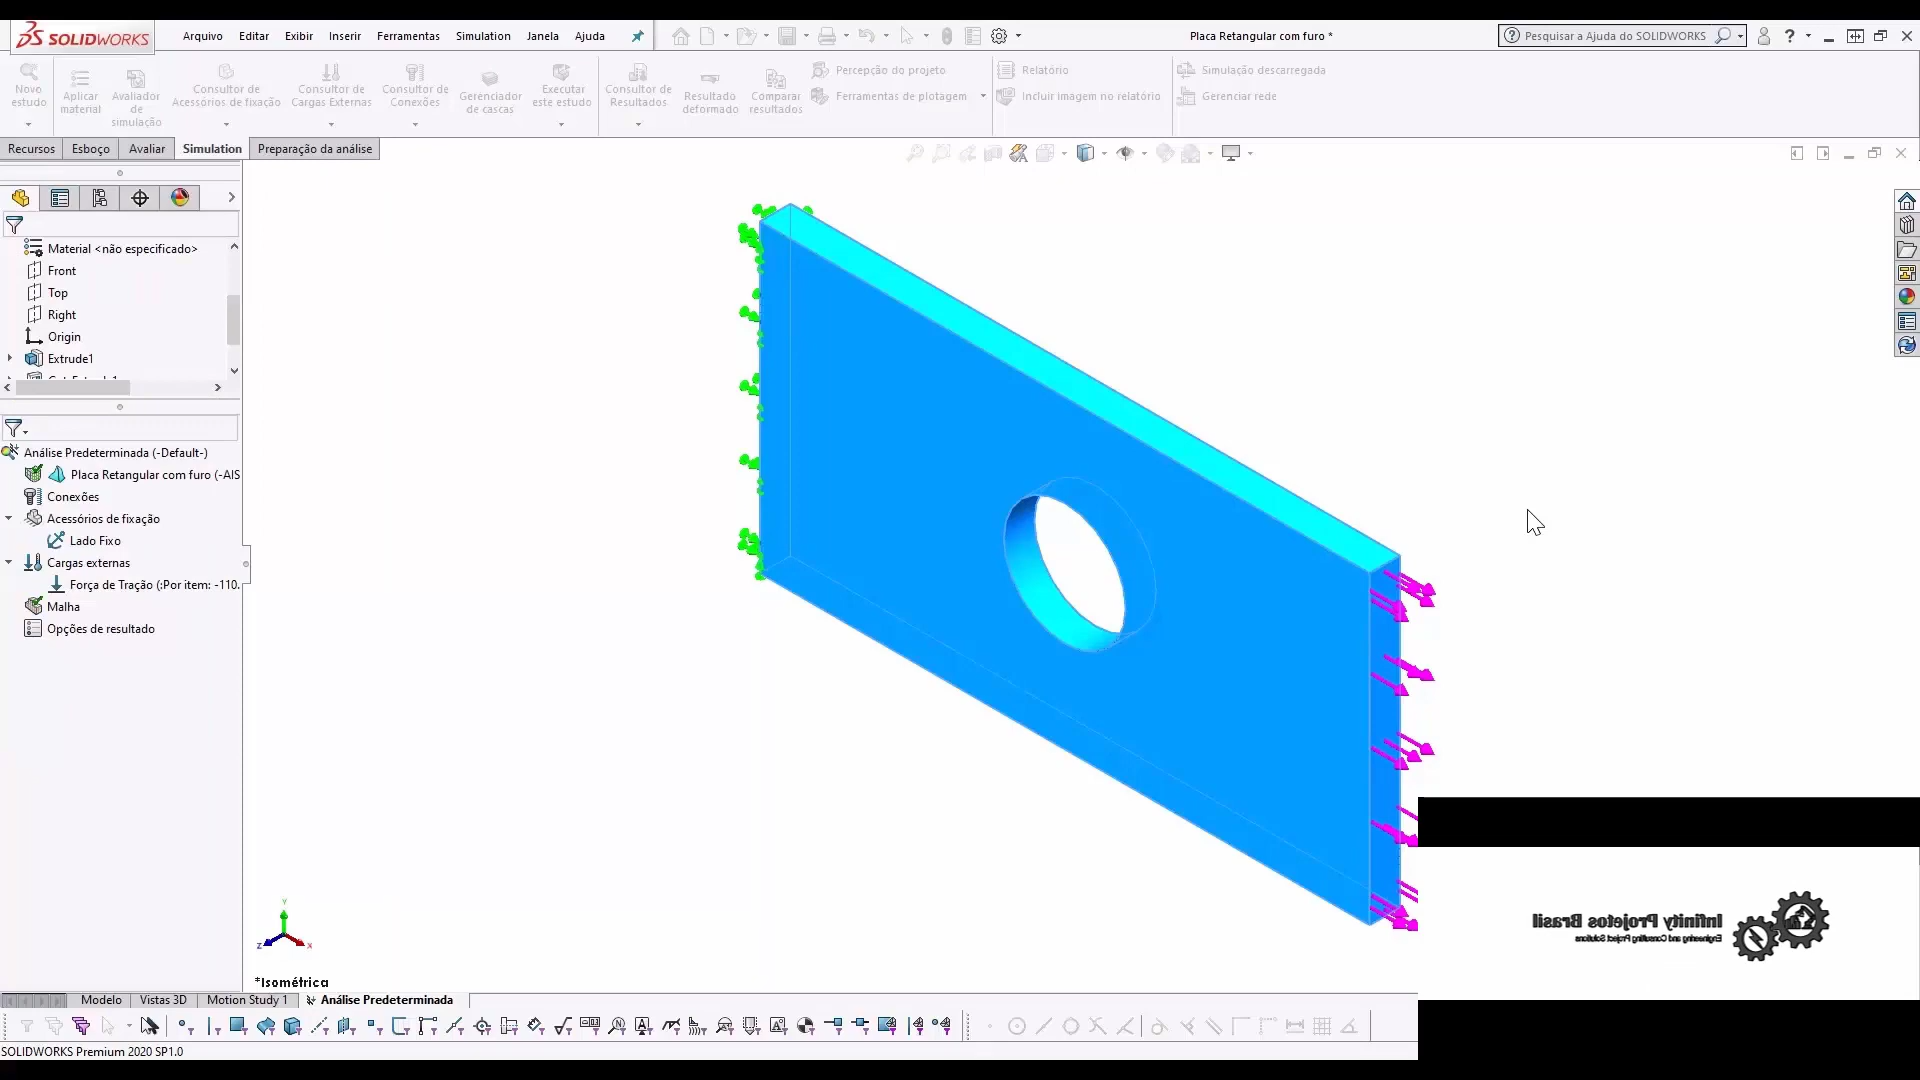 SOLIDWORKS
Arquivo Editar Exibir Inserir Ferramentas Simulation Janela Ajuda
Placa Retangular com furo *
Pesquisar a Ajuda do SOLIDWORKS
Novo estudo
Aplicar material
Avaliador de simulação
Consultor de Acessórios de fixação
Consultor de Cargas Externas
Consultor de Conexões
Gerenciador de cascas
Executar este estudo
Consultor de Resultados
Resultado deformado
Comparar resultados
Percepção do projeto
Ferramentas de plotagem
Relatório
Incluir imagem no relatório
Simulação descarregada
Gerenciar rede
Recursos Esboço Avaliar Simulation Preparação da análise
Material <não especificado>
Front
Top
Right
Origin
Extrude1
Análise Predeterminada (-Default-)
Placa Retangular com furo (-AIS
Conexões
Acessórios de fixação
Lado Fixo
Cargas externas
Força de Tração (:Por item: -110.
Malha
Opções de resultado
Y
Z
X
*Isométrica
Modelo Vistas 3D Motion Study 1 Análise Predeterminada
SOLIDWORKS Premium 2020 SP1.0
Infinity Projetos Brasil
Engineering and Consulting Project Solutions